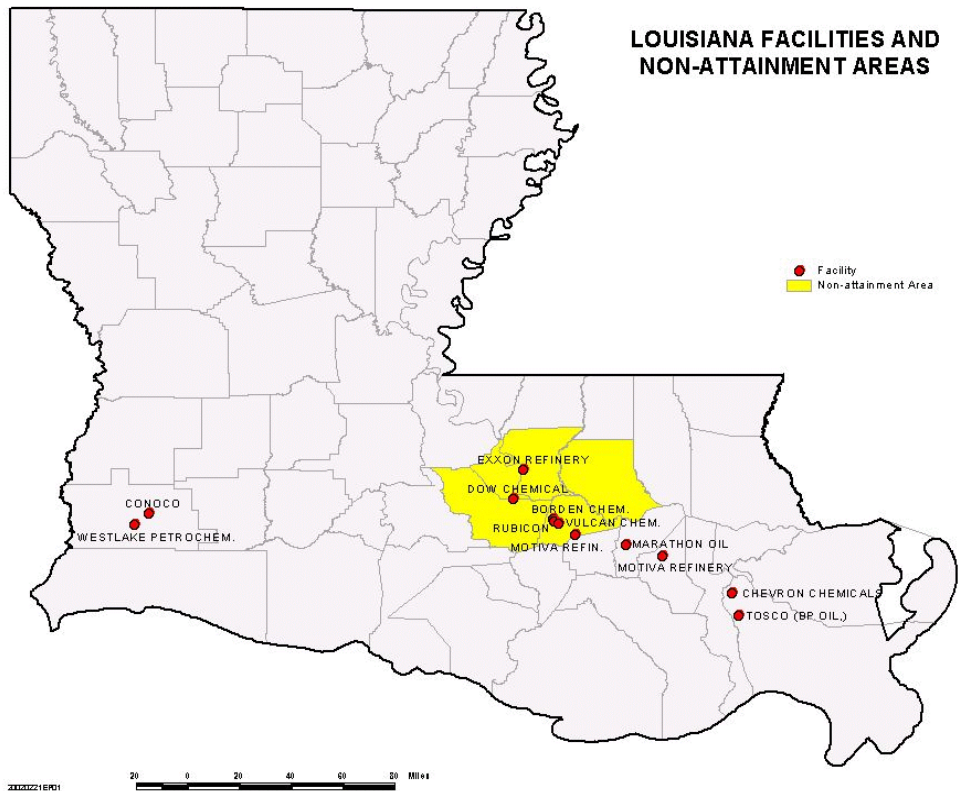 LOUISIANA FACILITIES AND
NON-ATTAINMENT AREAS
Facility
Non-attainment Area
EXXON REFINERY
DOW CHEMICAL
CONOCO
BORDEN CHEM.
RUBICON
VULCAN CHEM.
WESTLAKE PETROCHEM.
MOTIVA REFIN.
MARATHON OIL
MOTIVA REFINERY
CHEVRON CHEMICALS
TOSCO (BP OIL,)
20 0 20 40 60 80 Miles
20020221EP01